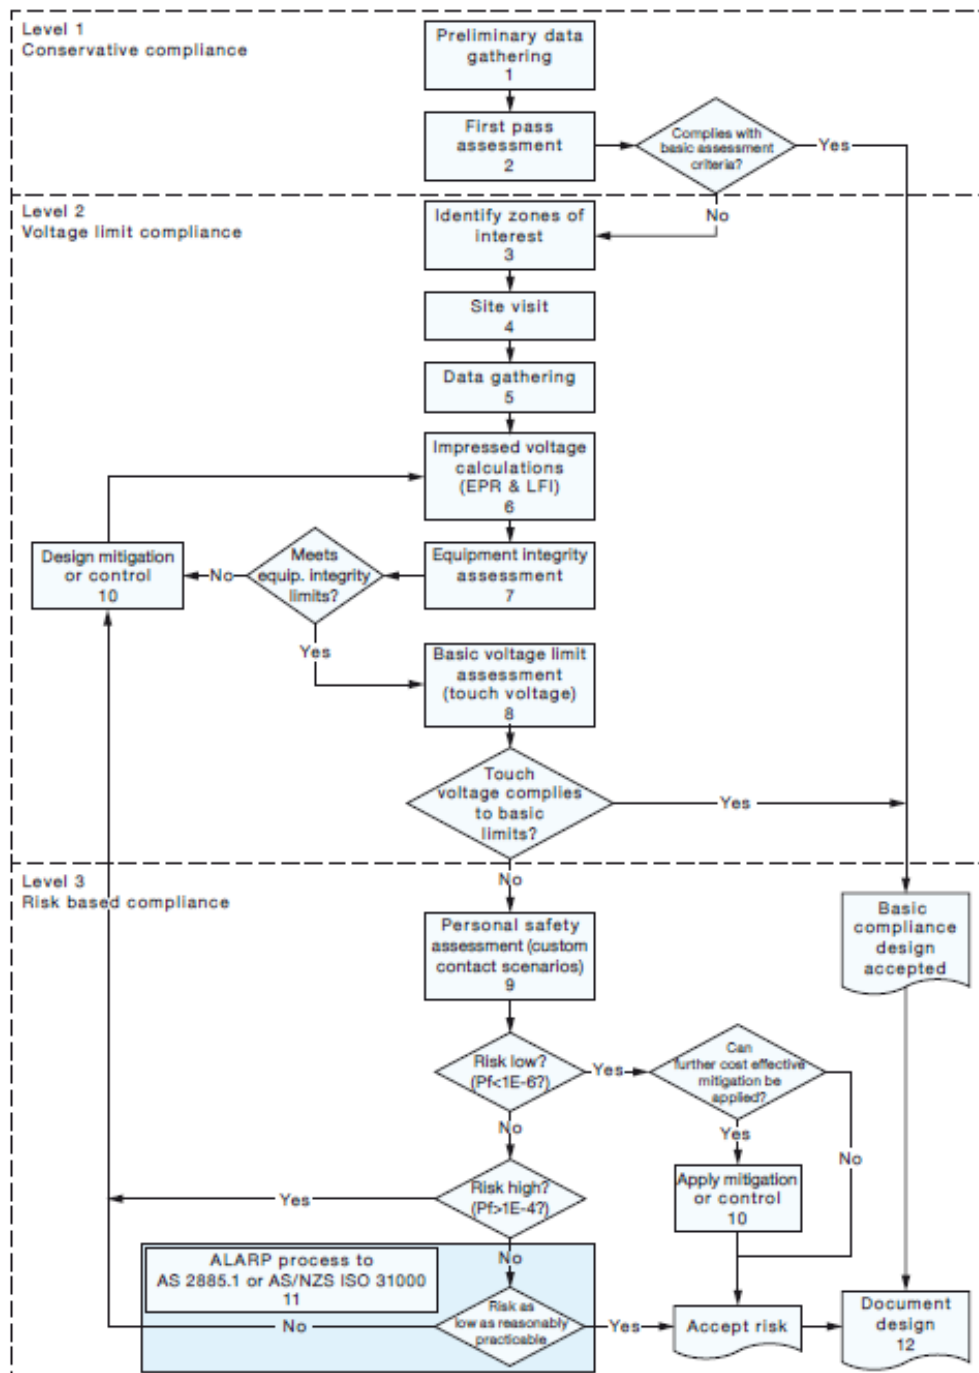 Level 1
Conservative compliance
Preliminary data
gathering
1
First pass
assessment
2
Complies with
basic assessment
criteria?
Yes
No
Level 2
Voltage limit compliance
Identify zones of
interest
3
Site visit
4
Data gathering
5
Impressed voltage
calculations
(EPR & LFI)
6
Design mitigation
or control
10
No
Meets
equip. integrity
limits?
Equipment integrity
assessment
7
Yes
Basic voltage limit
assessment
(touch voltage)
8
Touch
voltage complies
to basic
limits?
Yes
No
Level 3
Risk based compliance
Personal safety
assessment (custom
contact scenarios)
9
Basic
compliance
design
accepted
Risk low?
(Pf<1E-6?)
Yes
Can
further cost effective
mitigation be
applied?
No
Yes
No
Risk high?
(Pf>1E-4?)
Yes
Apply mitigation
or control
10
No
ALARP process to
AS 2885.1 or AS/NZS ISO 31000
11
Risk as
low as reasonably
practicable
No
Yes
Accept risk
Document
design
12